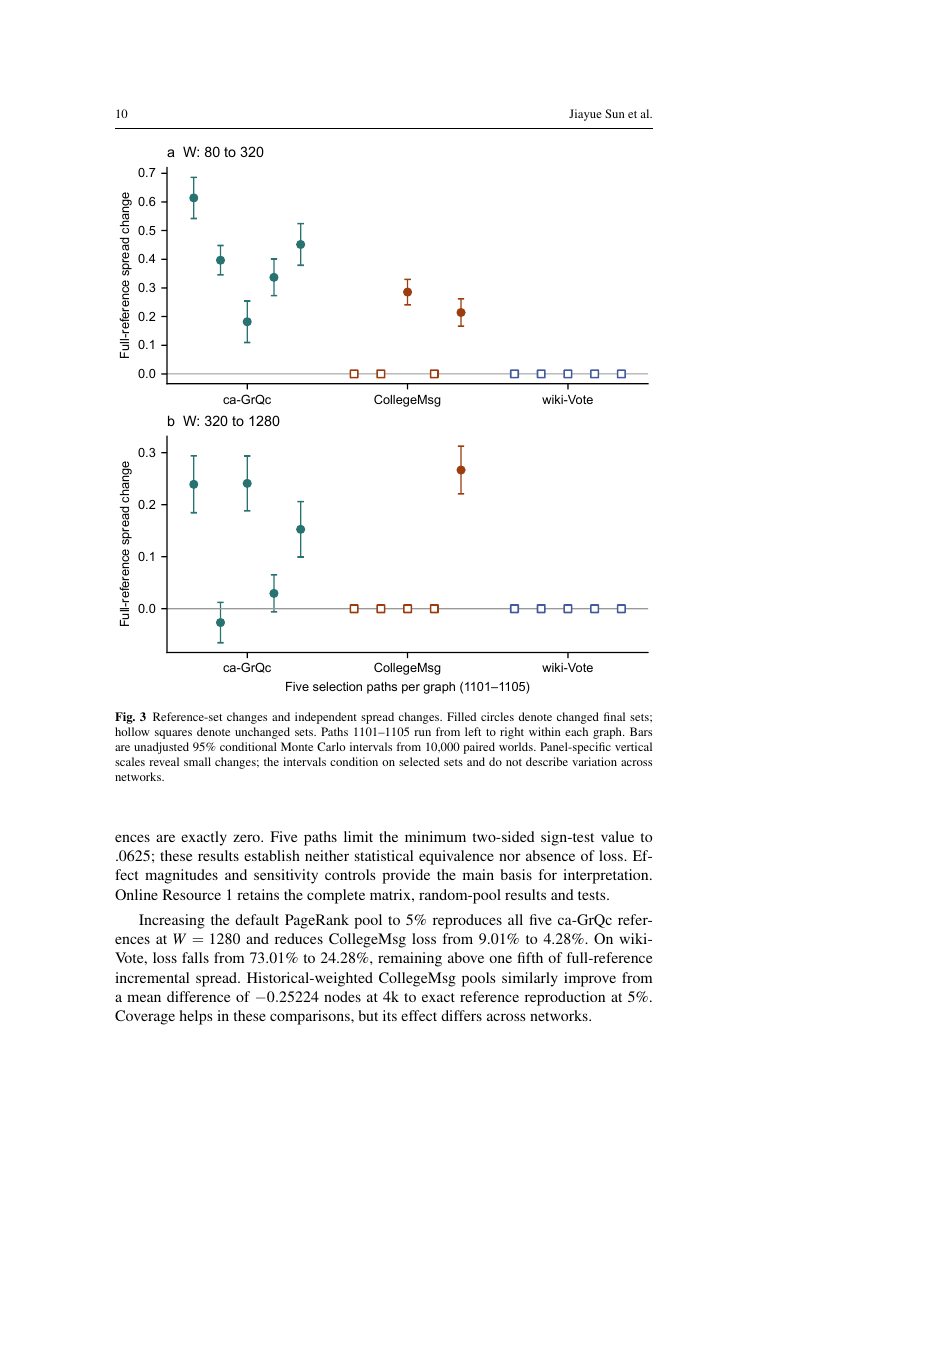 10
Jiayue Sun et al.
a W: 80 to 320
0.7
0.6
0.5
0.4
0.3
0.2
0.1
0.0
Full-reference spread change
ca-GrQc
CollegeMsg
wiki-Vote
b W: 320 to 1280
0.3
0.2
0.1
0.0
Full-reference spread change
ca-GrQc
CollegeMsg
wiki-Vote
Five selection paths per graph (1101–1105)
Fig. 3 Reference-set changes and independent spread changes. Filled circles denote changed final sets;
hollow squares denote unchanged sets. Paths 1101–1105 run from left to right within each graph. Bars
are unadjusted 95% conditional Monte Carlo intervals from 10,000 paired worlds. Panel-specific vertical
scales reveal small changes; the intervals condition on selected sets and do not describe variation across
networks.
ences are exactly zero. Five paths limit the minimum two-sided sign-test value to
.0625; these results establish neither statistical equivalence nor absence of loss. Ef-
fect magnitudes and sensitivity controls provide the main basis for interpretation.
Online Resource 1 retains the complete matrix, random-pool results and tests.
Increasing the default PageRank pool to 5% reproduces all five ca-GrQc refer-
ences at W = 1280 and reduces CollegeMsg loss from 9.01% to 4.28%. On wiki-
Vote, loss falls from 73.01% to 24.28%, remaining above one fifth of full-reference
incremental spread. Historical-weighted CollegeMsg pools similarly improve from
a mean difference of −0.25224 nodes at 4k to exact reference reproduction at 5%.
Coverage helps in these comparisons, but its effect differs across networks.